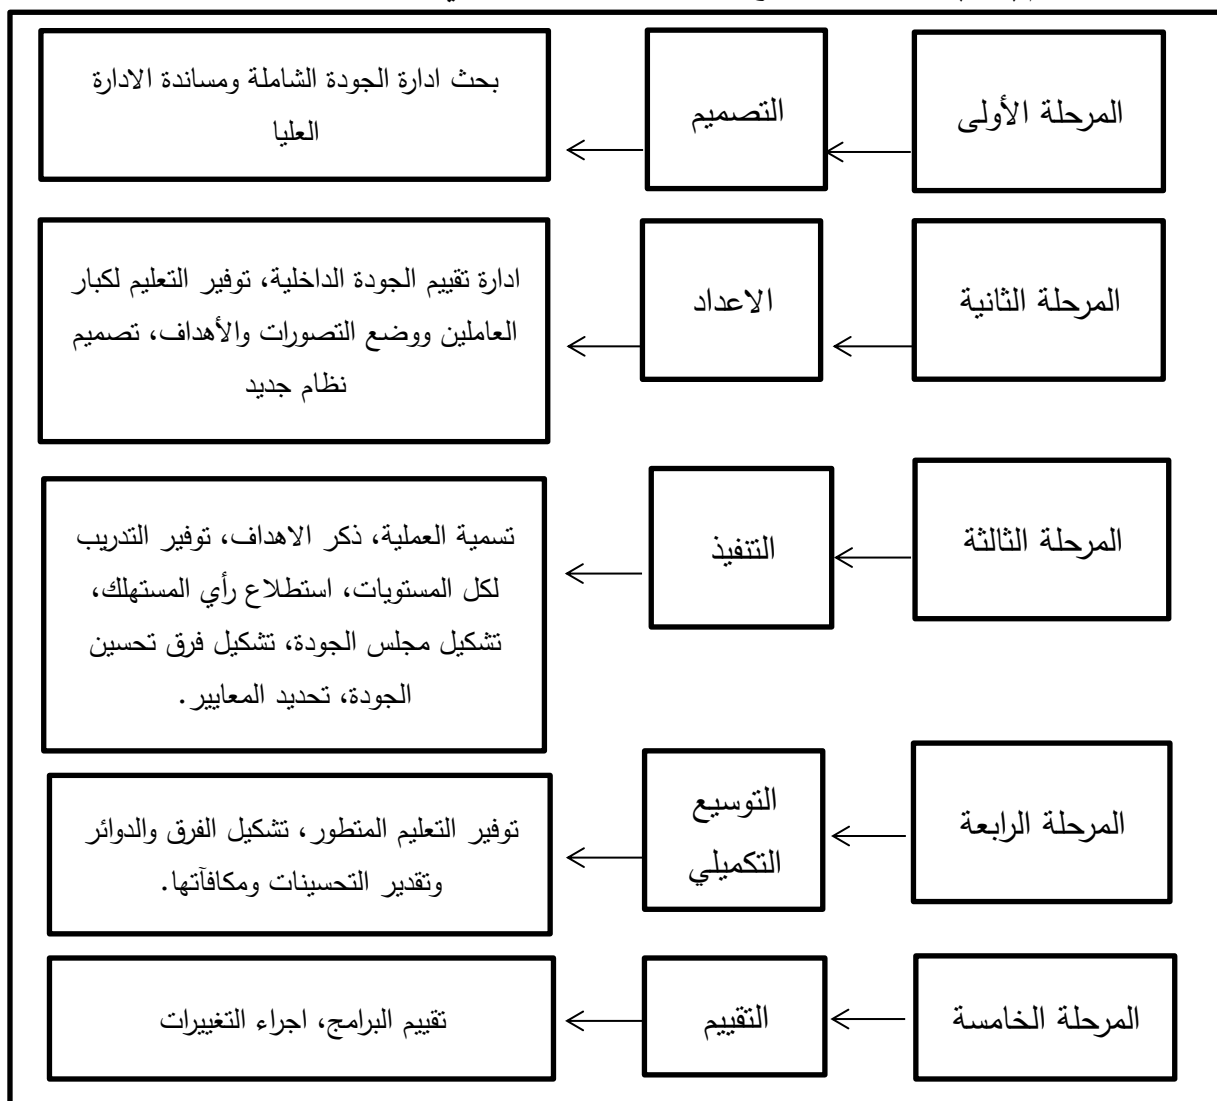 المرحلة الأولى
التصميم
بحث ادارة الجودة الشاملة ومساندة الادارة
العليا
المرحلة الثانية
الاعداد
ادارة تقييم الجودة الداخلية، توفير التعليم لكبار
العاملين ووضع التصورات والأهداف، تصميم
نظام جديد
المرحلة الثالثة
التنفيذ
تسمية العملية، ذكر الاهداف، توفير التدريب
لكل المستويات، استطلاع رأي المستهلك،
تشكيل مجلس الجودة، تشكيل فرق تحسين
الجودة، تحديد المعايير.
المرحلة الرابعة
التوسيع
التكميلي
توفير التعليم المتطور، تشكيل الفرق والدوائر
وتقدير التحسينات ومكافآتها.
المرحلة الخامسة
التقييم
تقييم البرامج، اجراء التغييرات